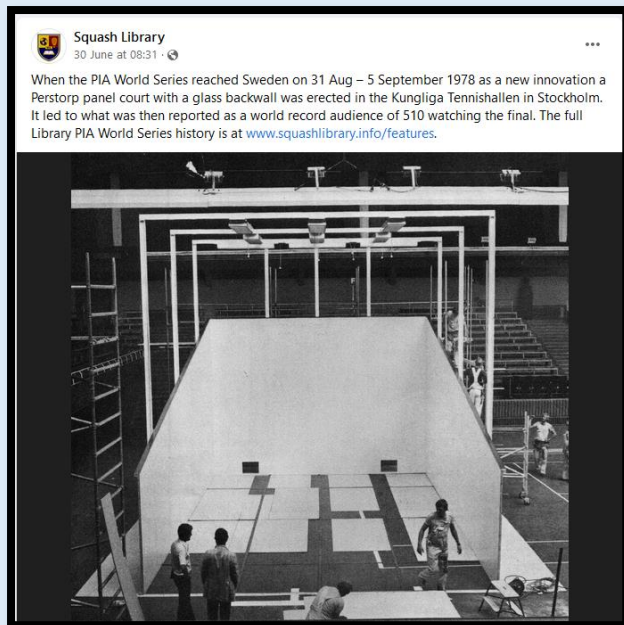 Squash Library
30 June at 08:31 ·
When the PIA World Series reached Sweden on 31 Aug – 5 September 1978 as a new innovation a
Perstorp panel court with a glass backwall was erected in the Kungliga Tennishallen in Stockholm.
It led to what was then reported as a world record audience of 510 watching the final. The full
Library PIA World Series history is at www.squashlibrary.info/features.